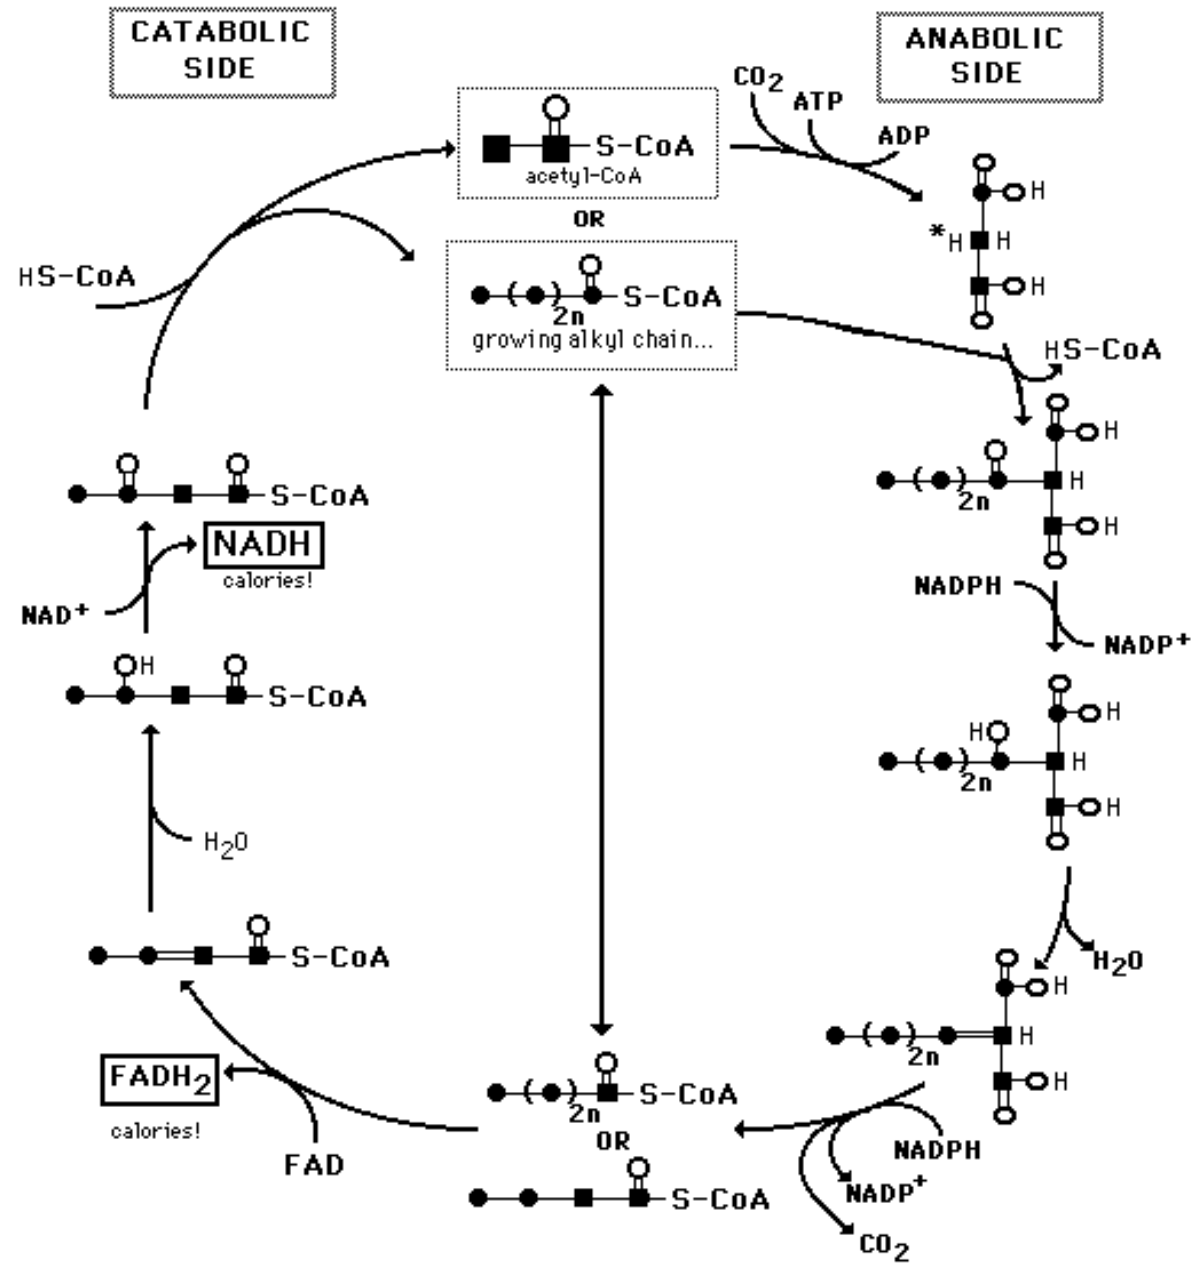 CATABOLIC
SIDE
ANABOLIC
SIDE
CO2
ATP
ADP
S-CoA
acetyl-CoA
OR
O H
*H H
O H
HS-CoA
( )2n S-CoA
growing alkyl chain...
HS-CoA
O H
( )2n H
O H
S-CoA
NADH
calories!
NAD+
NADPH
NADP+
OH
S-CoA
O H
HO
( )2n H
O H
H2O
H2O
S-CoA
O H
( )2n H
O H
FADH2
calories!
FAD
( )2n S-CoA
OR
S-CoA
NADPH
NADP+
CO2